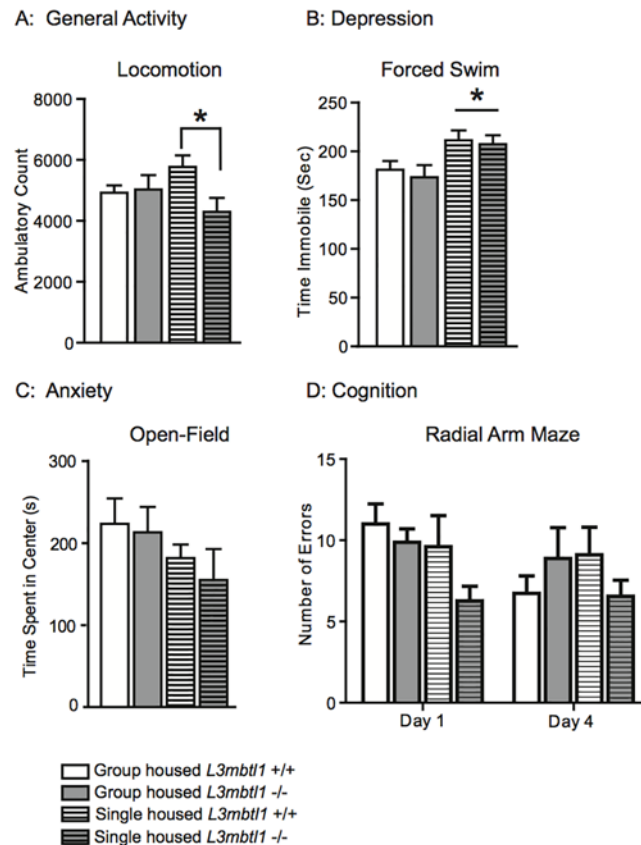 A: General Activity
B: Depression
Locomotion
Forced Swim
8000
6000
4000
2000
0
Ambulatory Count
*
250
200
150
100
50
0
Time Immobile (Sec)
*
C: Anxiety
D: Cognition
Open-Field
Radial Arm Maze
300
200
100
0
Time Spent in Center (s)
15
10
5
0
Number of Errors
Day 1
Day 4
Group housed L3mbtl1 +/+
Group housed L3mbtl1 -/-
Single housed L3mbtl1 +/+
Single housed L3mbtl1 -/-